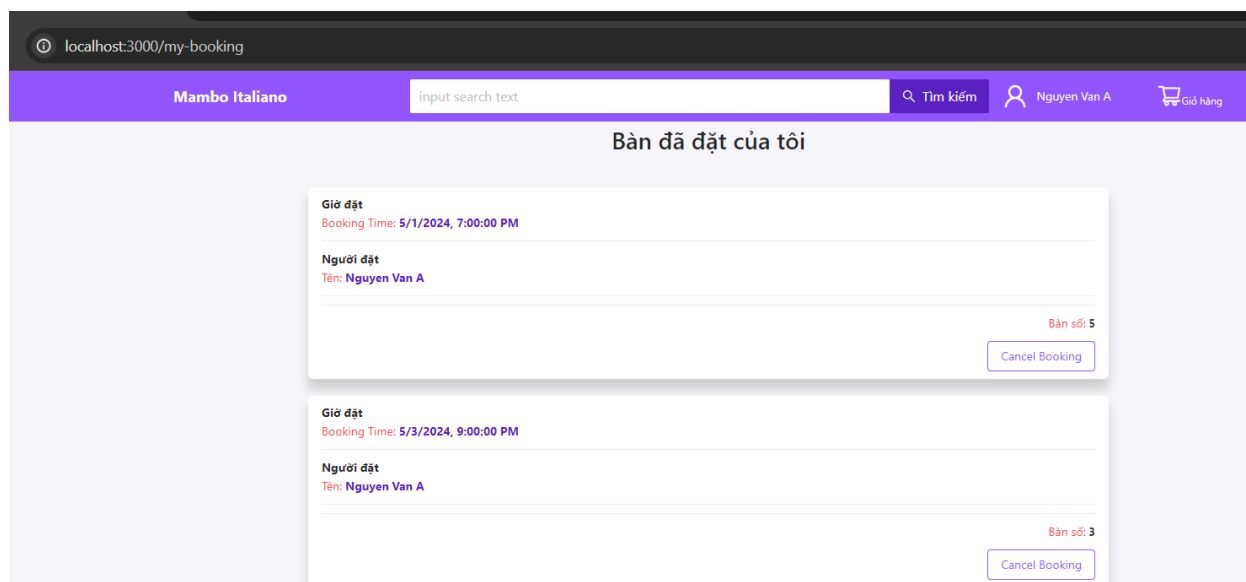 localhost:3000/my-booking
Mambo Italiano input search text Tìm kiếm Nguyen Van A Giỏ hàng
Bàn đã đặt của tôi
Giờ đặt
Booking Time: 5/1/2024, 7:00:00 PM
Người đặt
Tên: Nguyen Van A
Bàn số: 5
Cancel Booking
Giờ đặt
Booking Time: 5/3/2024, 9:00:00 PM
Người đặt
Tên: Nguyen Van A
Bàn số: 3
Cancel Booking